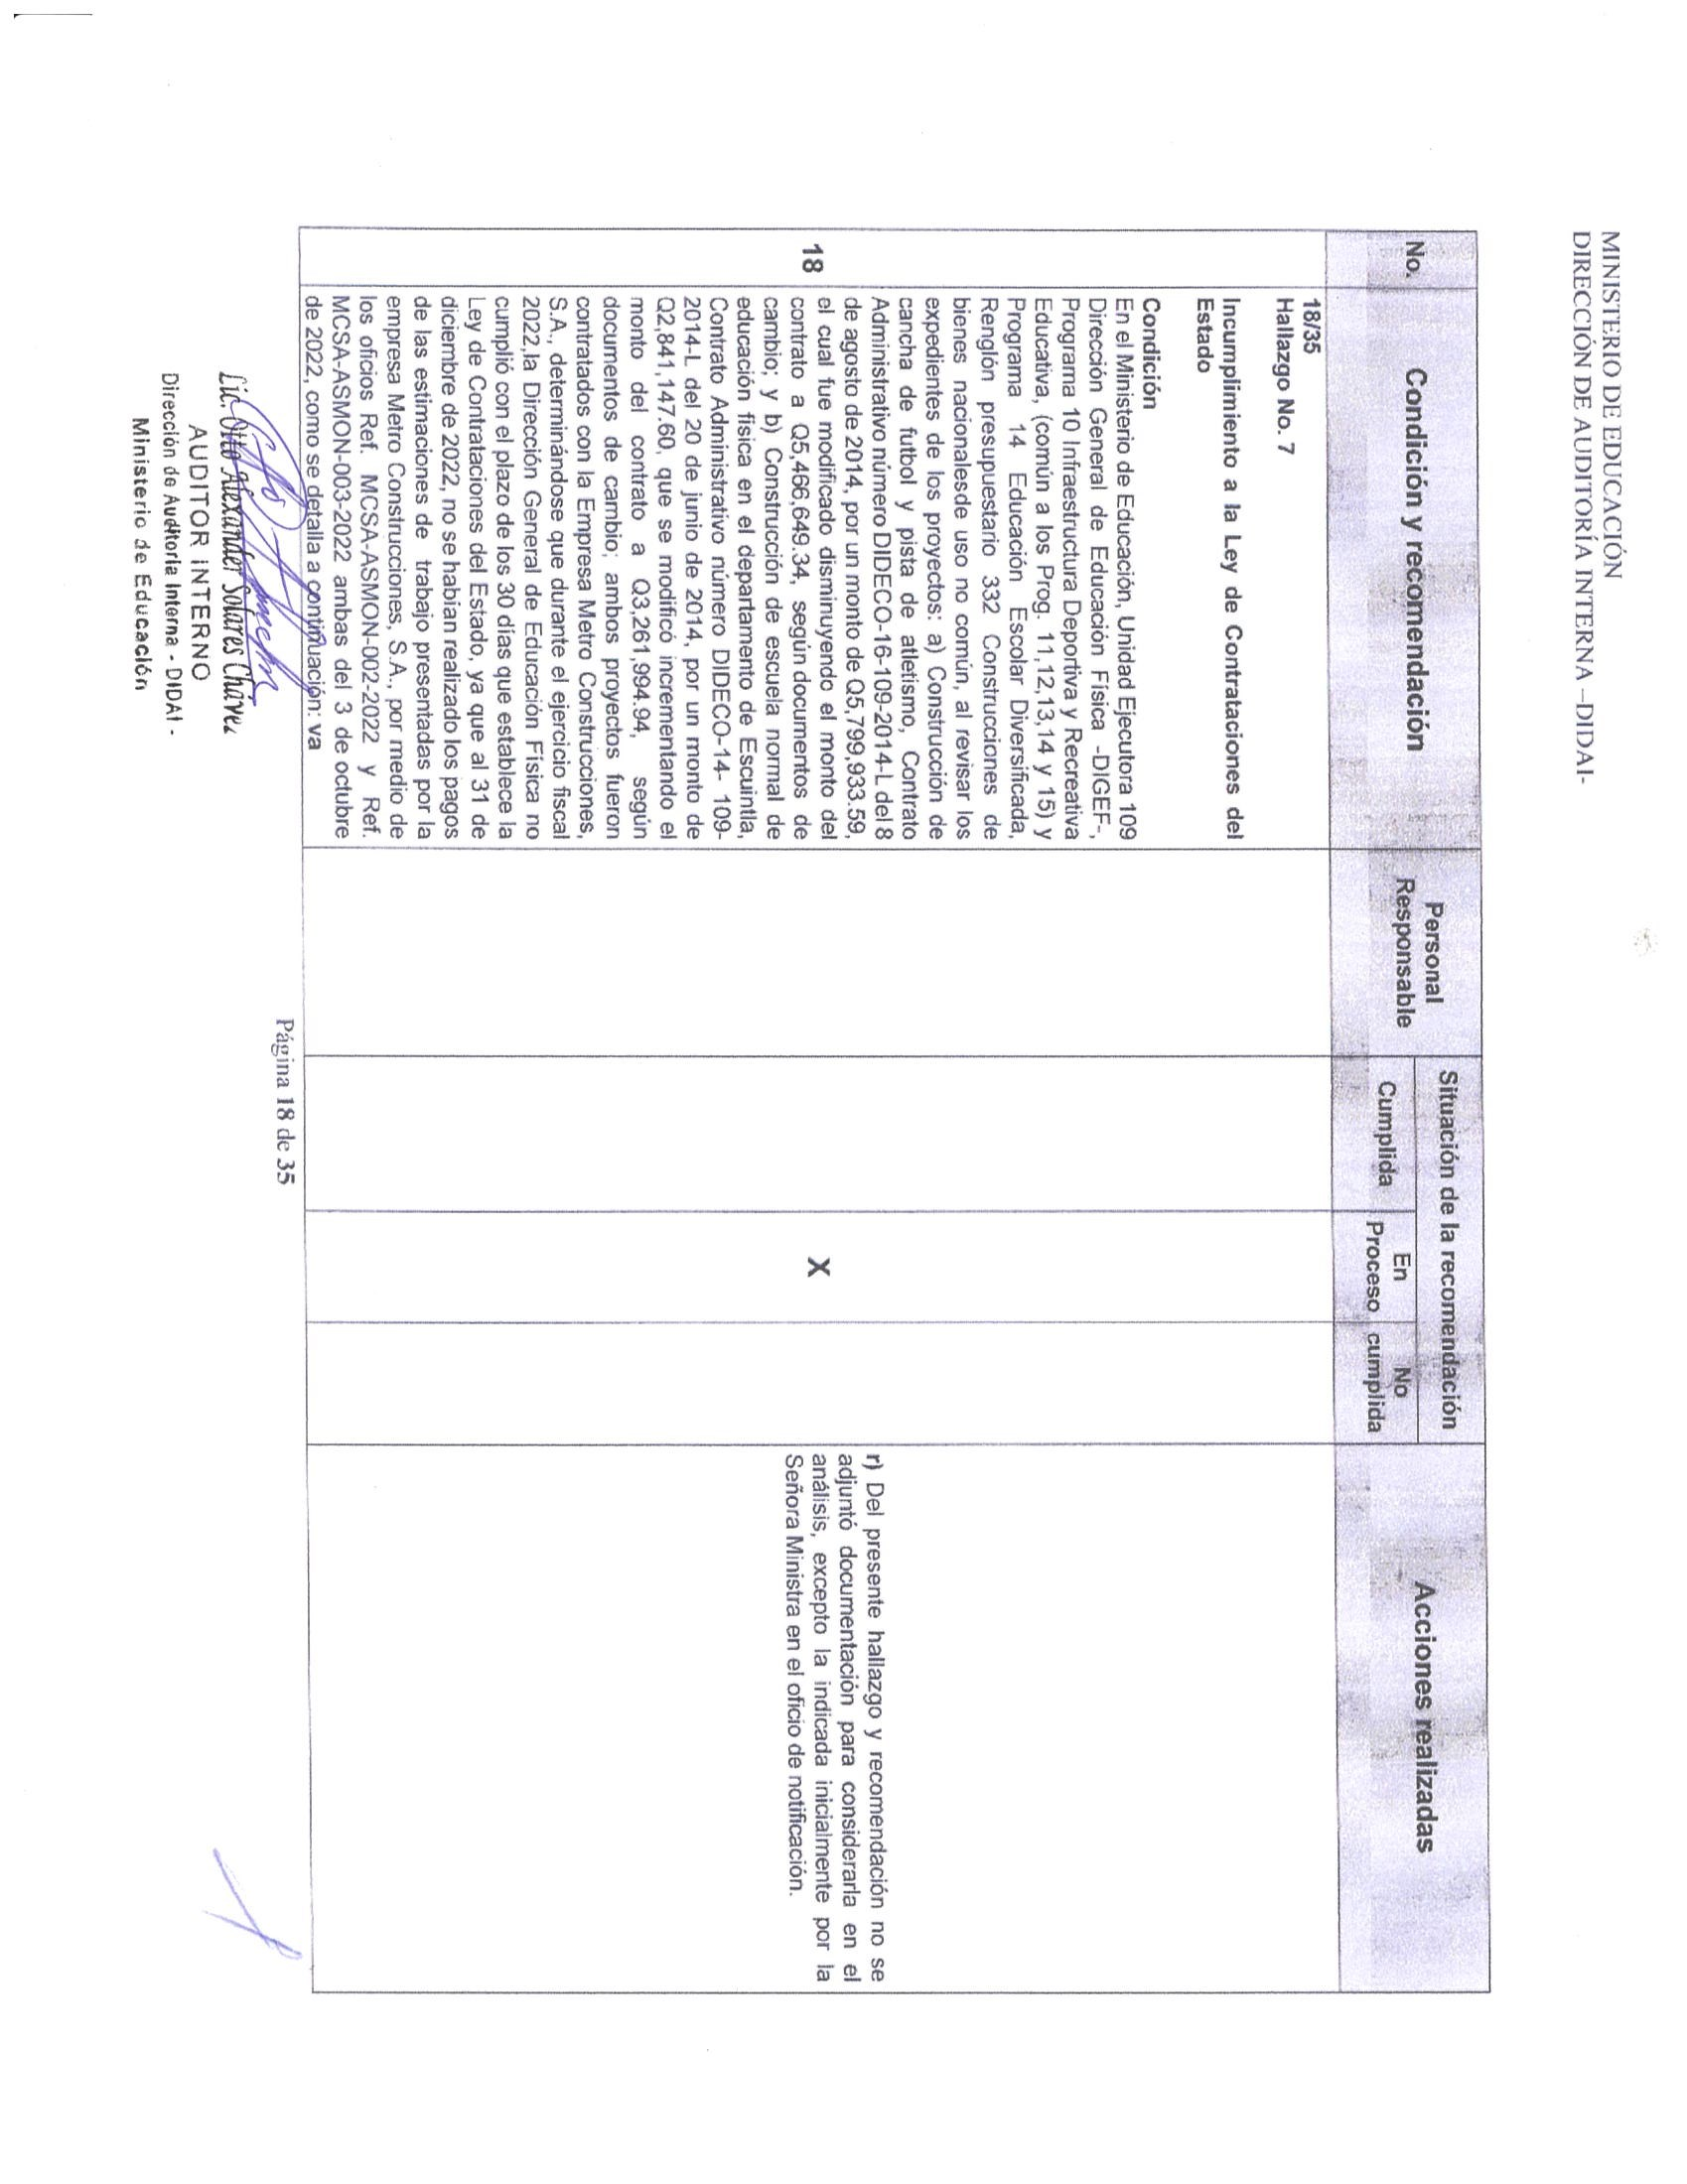 MINISTERIO DE EDUCACIÓN
DIRECCIÓN DE AUDITORÍA INTERNA –DIDAI-
No.
Condición y recomendación
Personal
Responsable
Situación de la recomendación
Cumplida
En
Proceso
No
cumplida
Acciones realizadas
18
18/35
Hallazgo No. 7
Incumplimiento a la Ley de Contrataciones del
Estado
Condición
En el Ministerio de Educación, Unidad Ejecutora 109
Dirección General de Educación Física -DIGEF-,
Programa 10 Infraestructura Deportiva y Recreativa
Educativa, (común a los Prog. 11,12,13,14 y 15) y
Programa 14 Educación Escolar Diversificada,
Renglón presupuestario 332 Construcciones de
bienes nacionalesde uso no común, al revisar los
expedientes de los proyectos: a) Construcción de
cancha de futbol y pista de atletismo, Contrato
Administrativo número DIDECO-16-109-2014-L del 8
de agosto de 2014, por un monto de Q5,799,933.59,
el cual fue modificado disminuyendo el monto del
contrato a Q5,466,649.34, según documentos de
cambio; y b) Construcción de escuela normal de
educación física en el departamento de Escuintla,
Contrato Administrativo número DIDECO-14- 109-
2014-L del 20 de junio de 2014, por un monto de
Q2,841,147.60, que se modificó incrementando el
monto del contrato a Q3,261,994.94, según
documentos de cambio; ambos proyectos fueron
contratados con la Empresa Metro Construcciones,
S.A., determinándose que durante el ejercicio fiscal
2022,la Dirección General de Educación Física no
cumplió con el plazo de los 30 días que establece la
Ley de Contrataciones del Estado, ya que al 31 de
diciembre de 2022, no se habían realizado los pagos
de las estimaciones de trabajo presentadas por la
empresa Metro Construcciones, S.A., por medio de
los oficios Ref. MCSA-ASMON-002-2022 y Ref.
MCSA-ASMON-003-2022 ambas del 3 de octubre
de 2022, como se detalla a continuación: va
X
r) Del presente hallazgo y recomendación no se
adjuntó documentación para considerarla en el
análisis, excepto la indicada inicialmente por la
Señora Ministra en el oficio de notificación.
Página 18 de 35
Lic. Otto Alexander Solares Chávez
AUDITOR INTERNO
Dirección de Auditoría Interna - DIDAI -
Ministerio de Educación